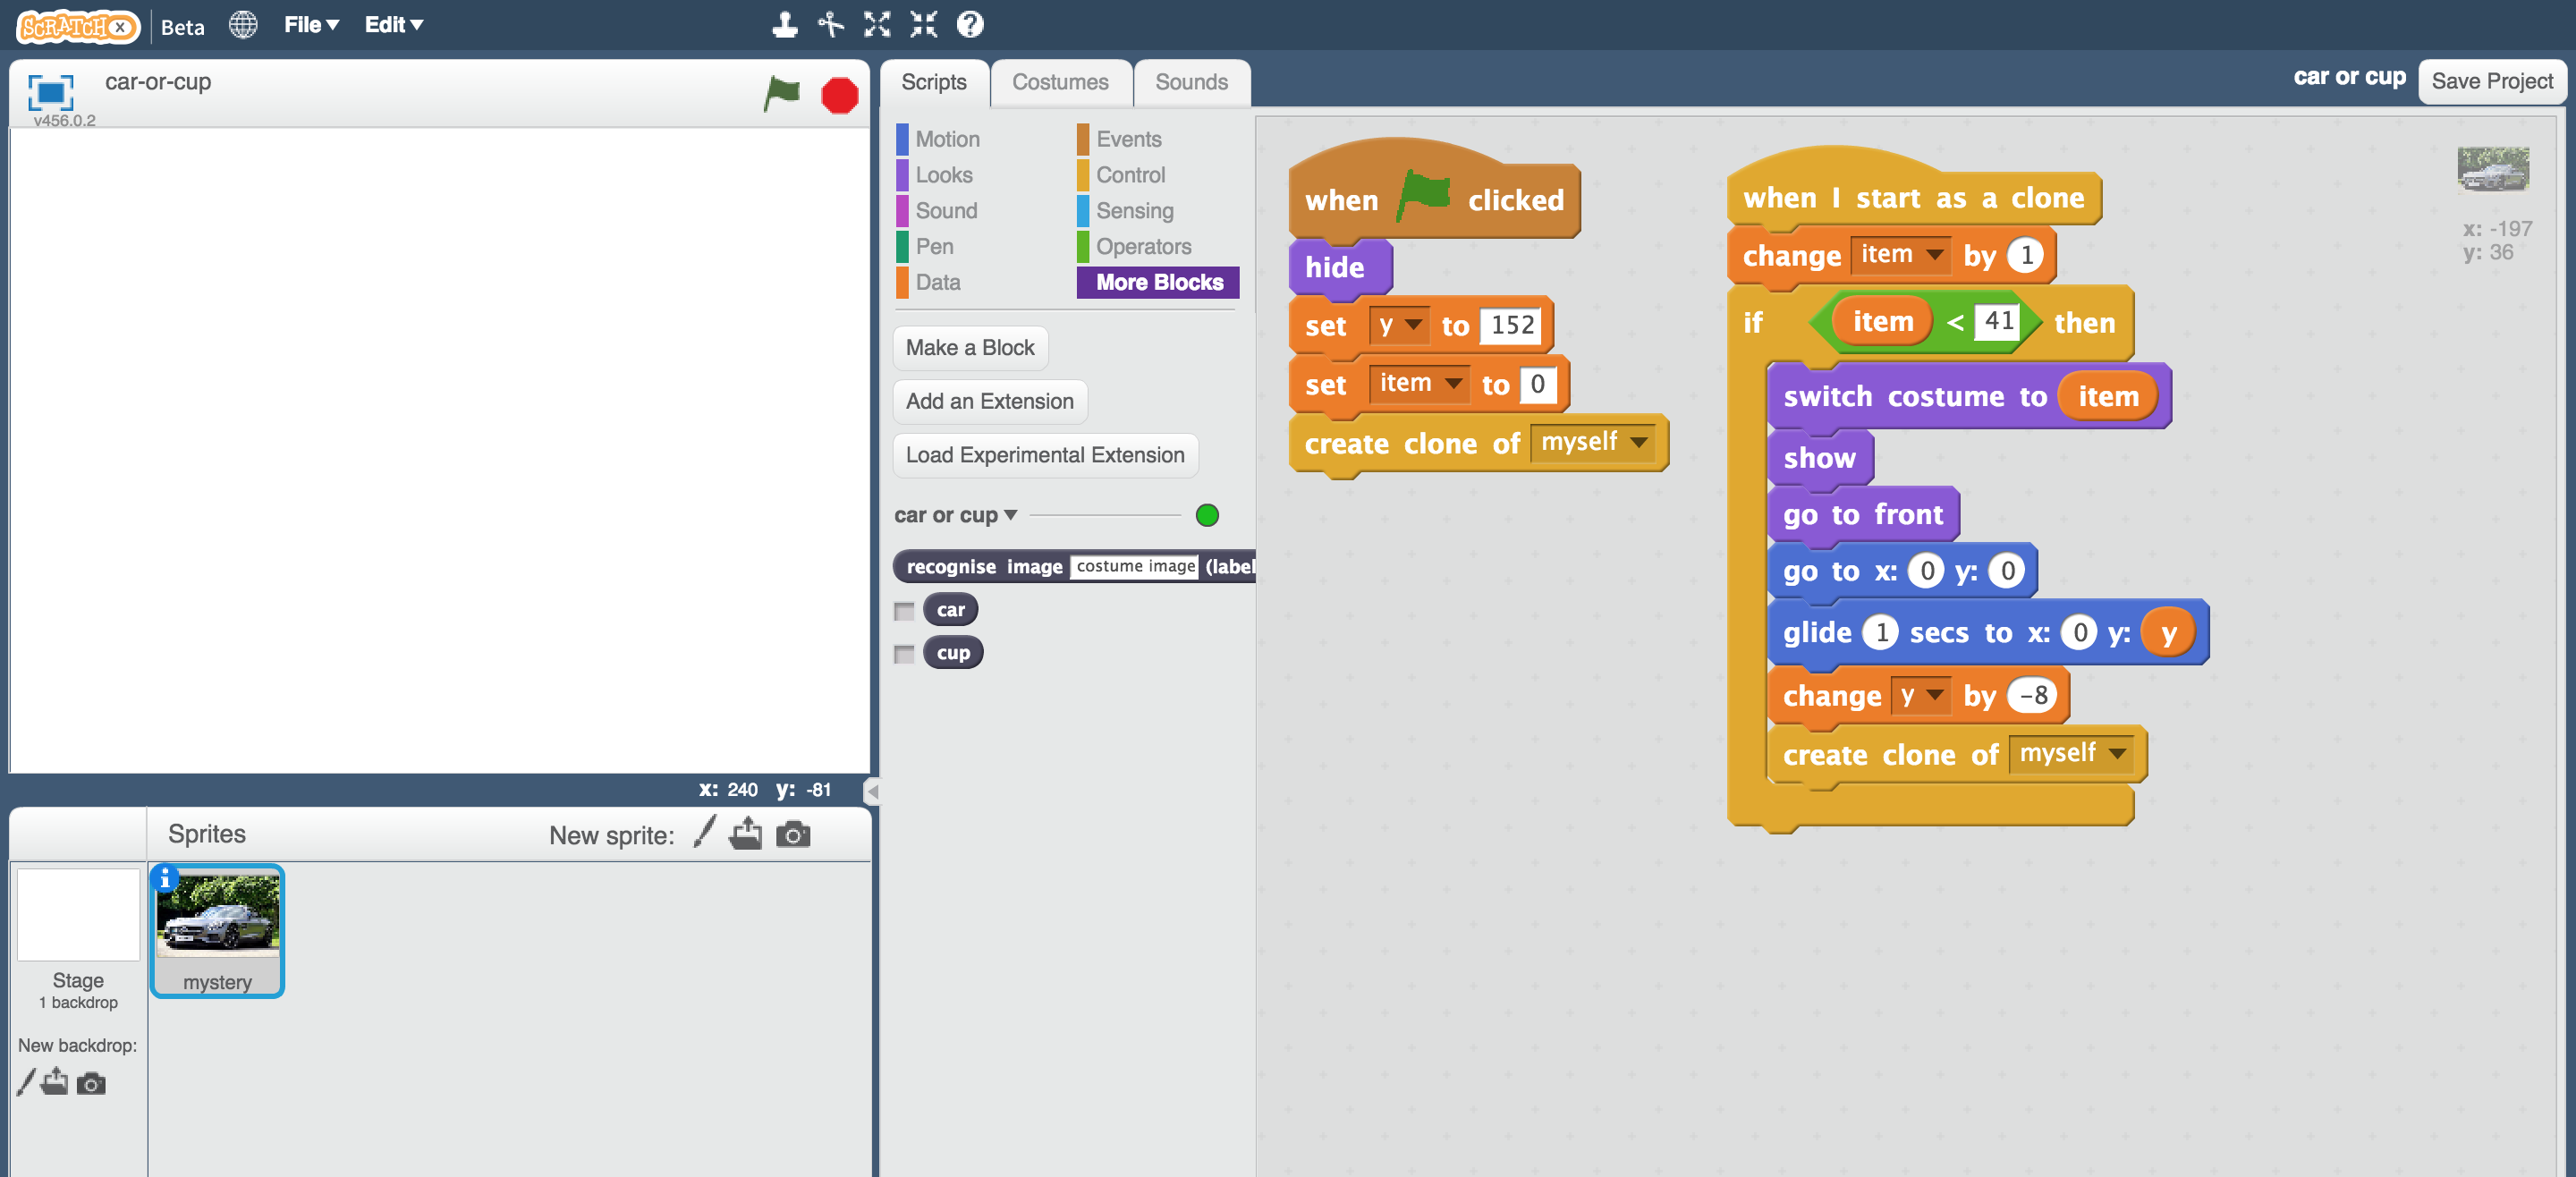 SCRATCH X Beta File Edit
car-or-cup
v456.0.2
Scripts Costumes Sounds
car or cup Save Project
Motion Events
Looks Control
Sound Sensing
Pen Operators
Data More Blocks
Make a Block
Add an Extension
Load Experimental Extension
car or cup
recognise image costume image (label
car
cup
when clicked
hide
set y to 152
set item to 0
create clone of myself
when I start as a clone
change item by 1
if item < 41 then
switch costume to item
show
go to front
go to x: 0 y: 0
glide 1 secs to x: 0 y: y
change y by -8
create clone of myself
x: -197
y: 36
x: 240 y: -81
Sprites New sprite:
Stage
1 backdrop
New backdrop:
mystery